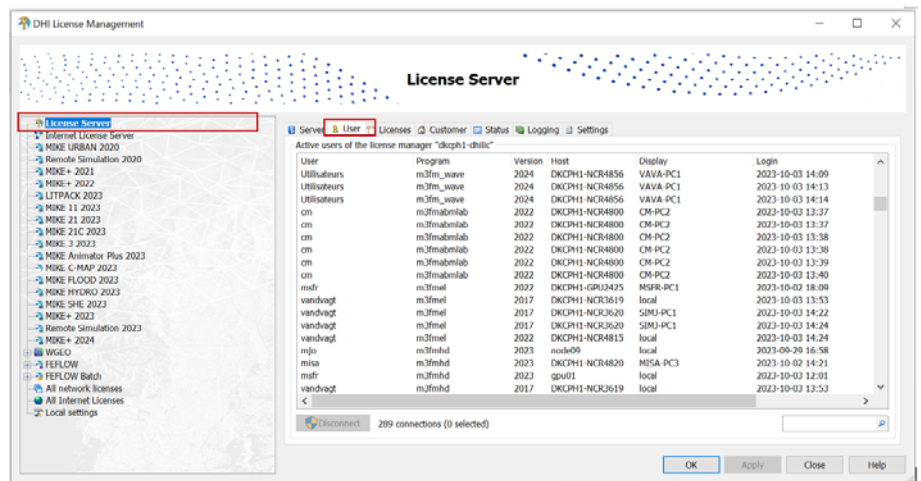 DHI License Management
License Server
License Server
Internet License Server
MIKE URBAN 2020
Remote Simulation 2020
MIKE+ 2021
MIKE+ 2022
LITPACK 2023
MIKE 11 2023
MIKE 21 2023
MIKE 21C 2023
MIKE 3 2023
MIKE Animator Plus 2023
MIKE C-MAP 2023
MIKE FLOOD 2023
MIKE HYDRO 2023
MIKE SHE 2023
MIKE+ 2023
Remote Simulation 2023
MIKE+ 2024
WGEO
FEFLOW
FEFLOW Batch
All network licenses
All Internet Licenses
Local settings
Server User Licenses Customer Status Logging Settings
Active users of the license manager "dkcph1-dhilic"
User Program Version Host Display Login
Utilisateurs m3fm_wave 2024 DKCPH1-NCR4856 VAVA-PC1 2023-10-03 14:09
Utilisateurs m3fm_wave 2024 DKCPH1-NCR4856 VAVA-PC1 2023-10-03 14:13
Utilisateurs m3fm_wave 2024 DKCPH1-NCR4856 VAVA-PC1 2023-10-03 14:14
cm m3fmabmlab 2022 DKCPH1-NCR4800 CM-PC2 2023-10-03 13:37
cm m3fmabmlab 2022 DKCPH1-NCR4800 CM-PC2 2023-10-03 13:37
cm m3fmabmlab 2022 DKCPH1-NCR4800 CM-PC2 2023-10-03 13:38
cm m3fmabmlab 2022 DKCPH1-NCR4800 CM-PC2 2023-10-03 13:38
cm m3fmabmlab 2022 DKCPH1-NCR4800 CM-PC2 2023-10-03 13:39
cm m3fmabmlab 2022 DKCPH1-NCR4800 CM-PC2 2023-10-03 13:40
msfr m3fmel 2022 DKCPH1-GPU2425 MSFR-PC1 2023-10-02 18:09
vandvagt m3fmel 2017 DKCPH1-NCR3619 local 2023-10-03 13:53
vandvagt m3fmel 2017 DKCPH1-NCR3620 SIMJ-PC1 2023-10-03 14:22
vandvagt m3fmel 2017 DKCPH1-NCR3620 SIMJ-PC1 2023-10-03 14:24
vandvagt m3fmel 2022 DKCPH1-NCR4815 local 2023-10-03 14:24
mjo m3fmhd 2023 node09 local 2023-09-29 16:58
misa m3fmhd 2023 DKCPH1-NCR4820 MISA-PC3 2023-10-02 14:21
msfr m3fmhd 2023 gpu01 local 2023-10-03 12:01
vandvagt m3fmhd 2017 DKCPH1-NCR3619 local 2023-10-03 13:53
Disconnect 289 connections (0 selected)
OK Apply Close Help